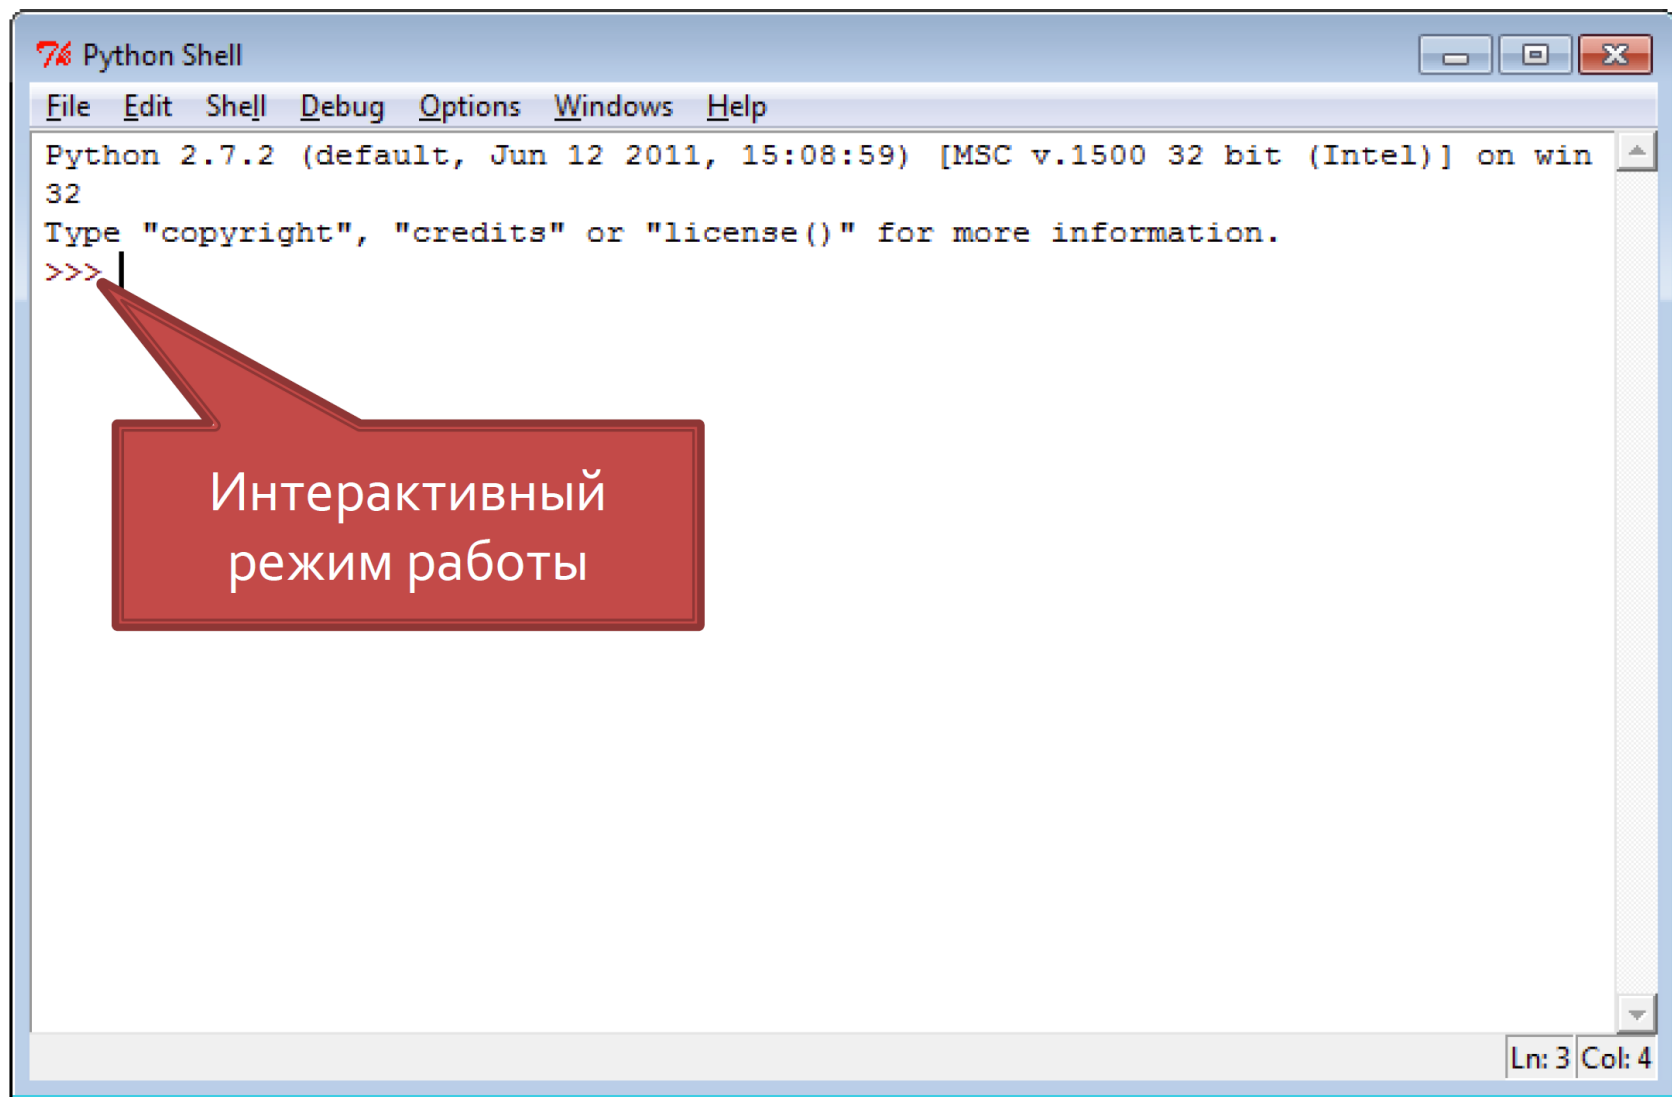 Python Shell
File Edit Shell Debug Options Windows Help
Python 2.7.2 (default, Jun 12 2011, 15:08:59) [MSC v.1500 32 bit (Intel)] on win
32
Type "copyright", "credits" or "license()" for more information.
>>>
Интерактивный
режим работы
Ln: 3 Col: 4